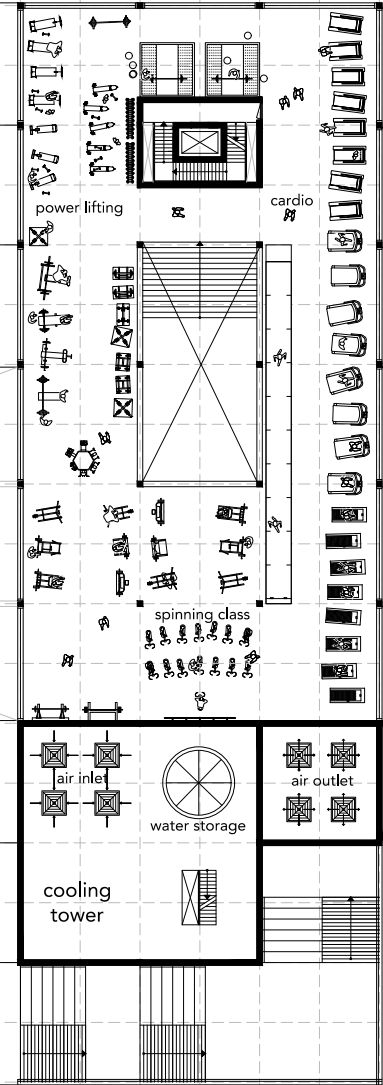 power lifting
cardio
spinning class
air inlet
air outlet
water storage
cooling
tower